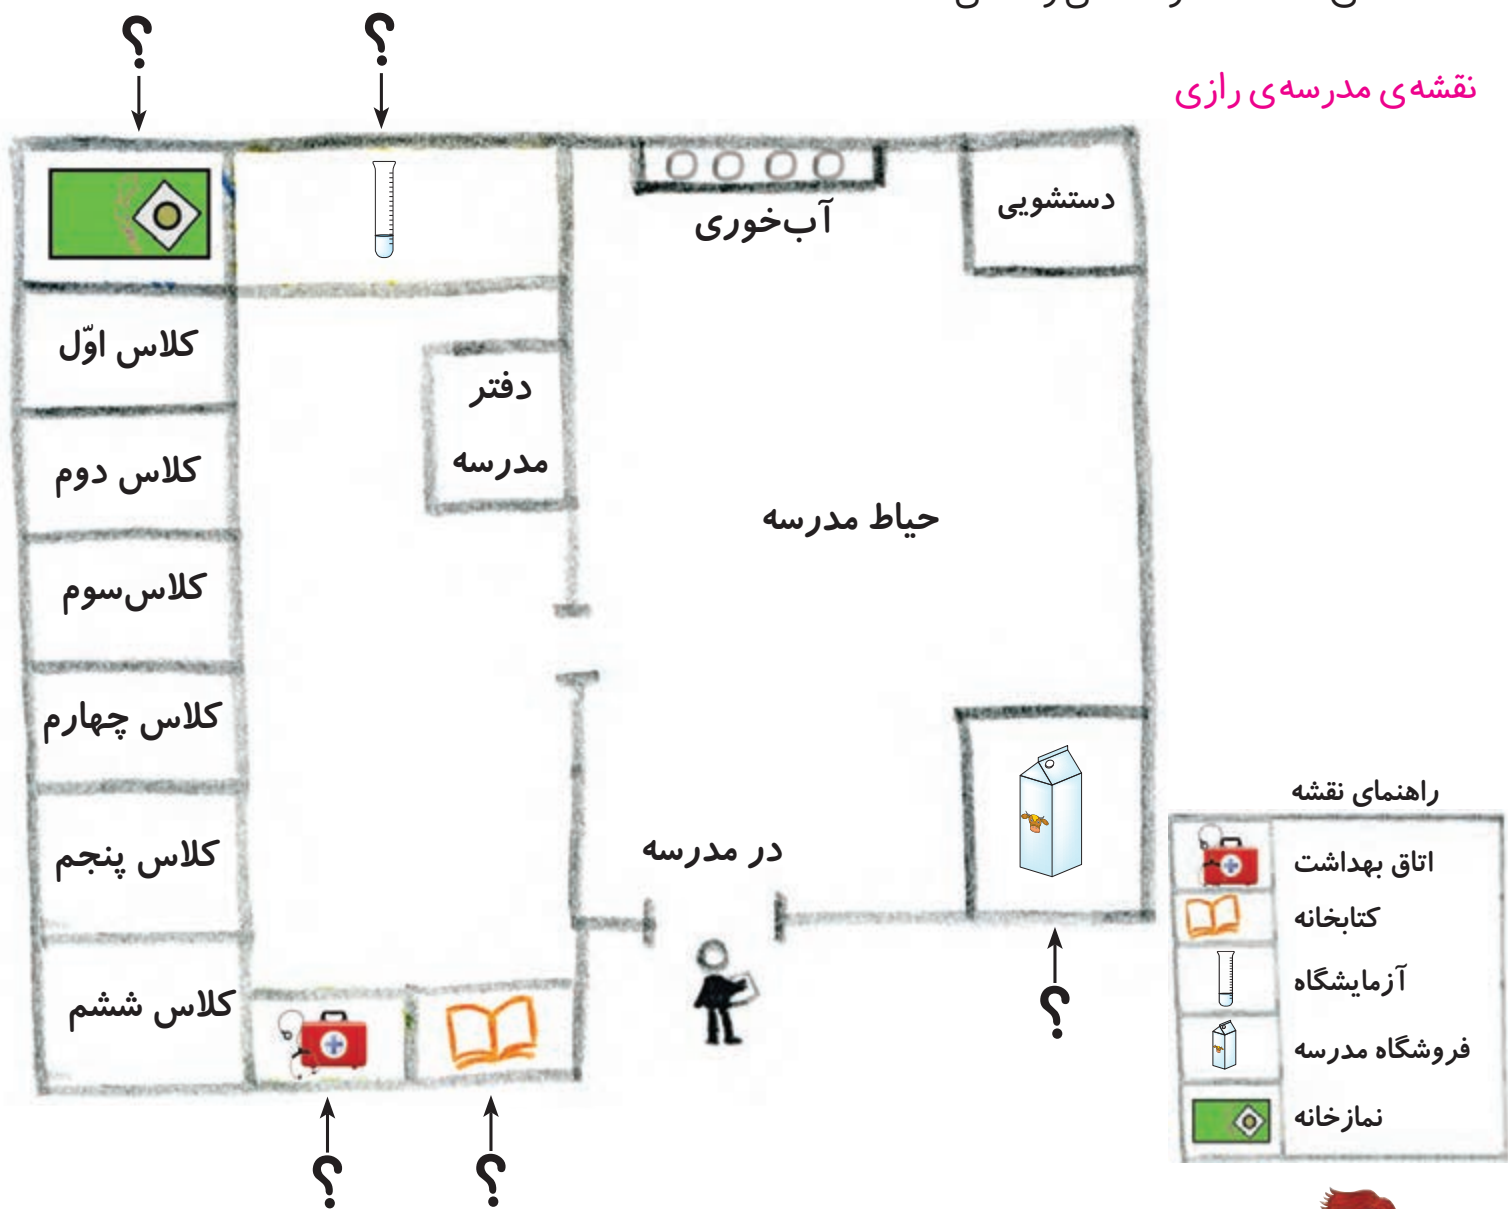 نقشه‌ی مدرسه‌ی رازی
؟
؟
دستشویی
آب‌خوری
کلاس اوّل
دفتر
مدرسه
کلاس دوم
حیاط مدرسه
کلاس‌سوم
کلاس چهارم
در مدرسه
کلاس پنجم
کلاس ششم
؟
؟
؟
راهنمای نقشه
اتاق بهداشت
کتابخانه
آزمایشگاه
فروشگاه مدرسه
نمازخانه